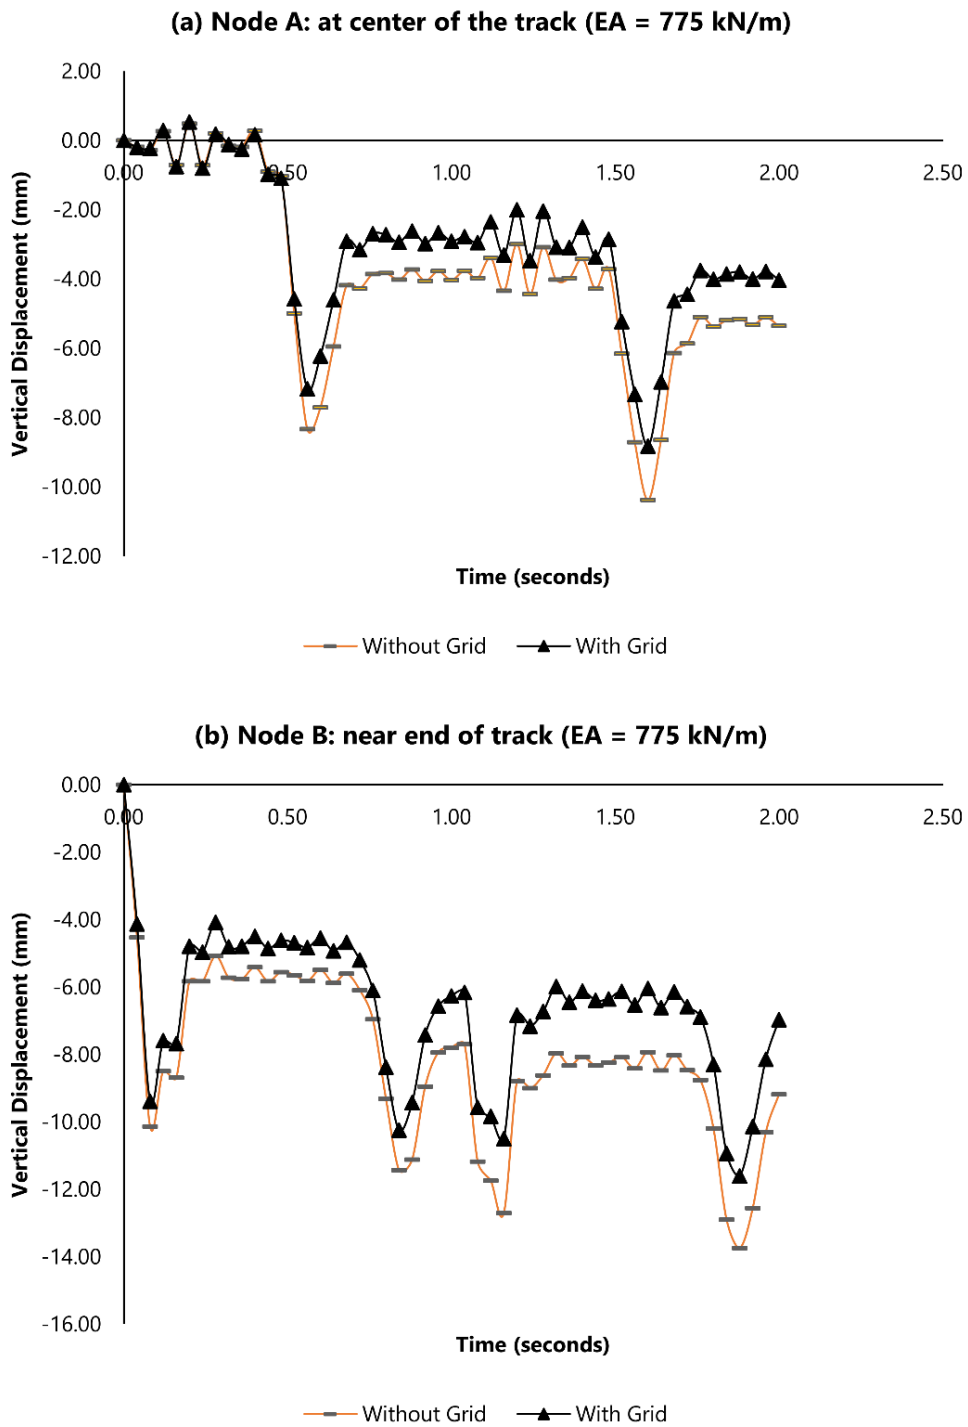 (a) Node A: at center of the track (EA = 775 kN/m)
2.00
0.00
0.00 0.50 1.00 1.50 2.00 2.50
-2.00
-4.00
-6.00
-8.00
-10.00
-12.00
Vertical Displacement (mm)
Time (seconds)
Without Grid With Grid
(b) Node B: near end of track (EA = 775 kN/m)
0.00
0.00 0.50 1.00 1.50 2.00 2.50
-2.00
-4.00
-6.00
-8.00
-10.00
-12.00
-14.00
-16.00
Vertical Displacement (mm)
Time (seconds)
Without Grid With Grid